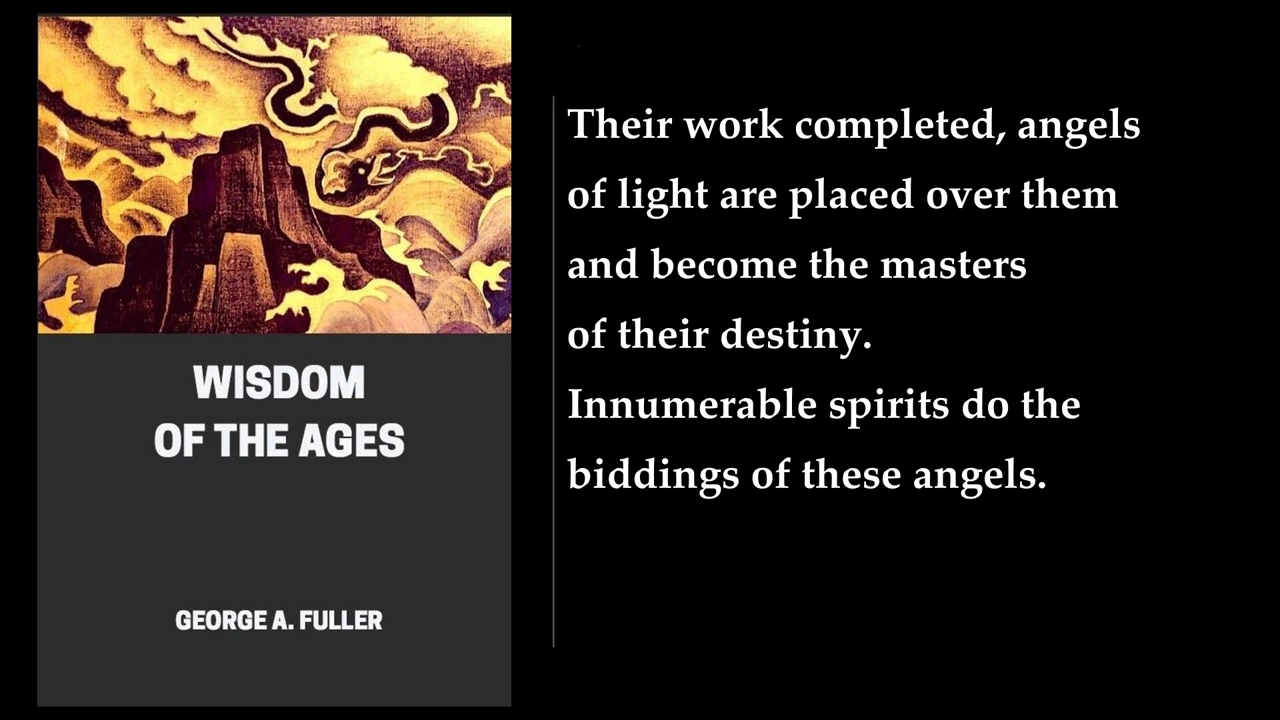 WISDOM
OF THE AGES
GEORGE A. FULLER
Their work completed, angels
of light are placed over them
and become the masters
of their destiny.
Innumerable spirits do the
biddings of these angels.